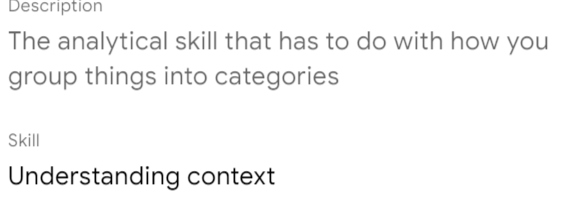 Description
The analytical skill that has to do with how you
group things into categories
Skill
Understanding context